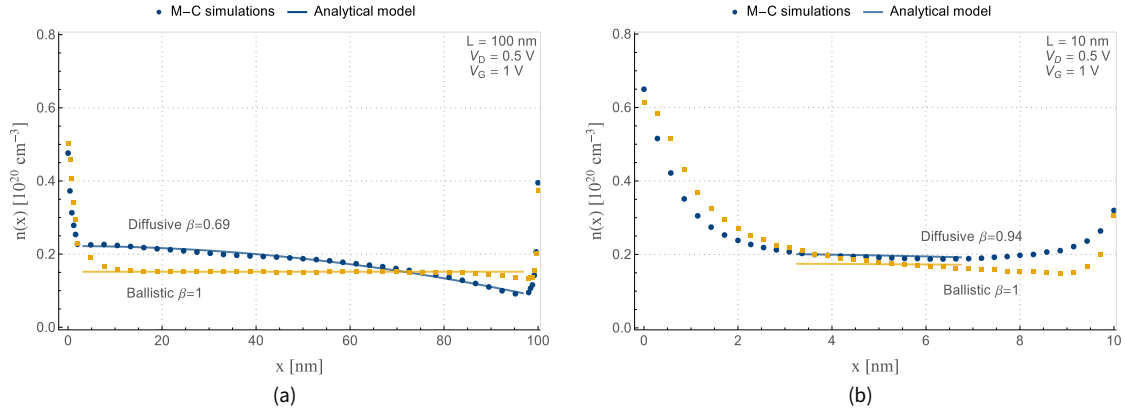 M−C simulations Analytical model
L = 100 nm
V_D = 0.5 V
V_G = 1 V
0.8
0.6
0.4
0.2
0.0
n(x) [10^20 cm^−3]
Diffusive β=0.69
Ballistic β=1
0 20 40 60 80 100
x [nm]
(a)
M−C simulations Analytical model
L = 10 nm
V_D = 0.5 V
V_G = 1 V
0.8
0.6
0.4
0.2
0.0
n(x) [10^20 cm^−3]
Diffusive β=0.94
Ballistic β=1
0 2 4 6 8 10
x [nm]
(b)